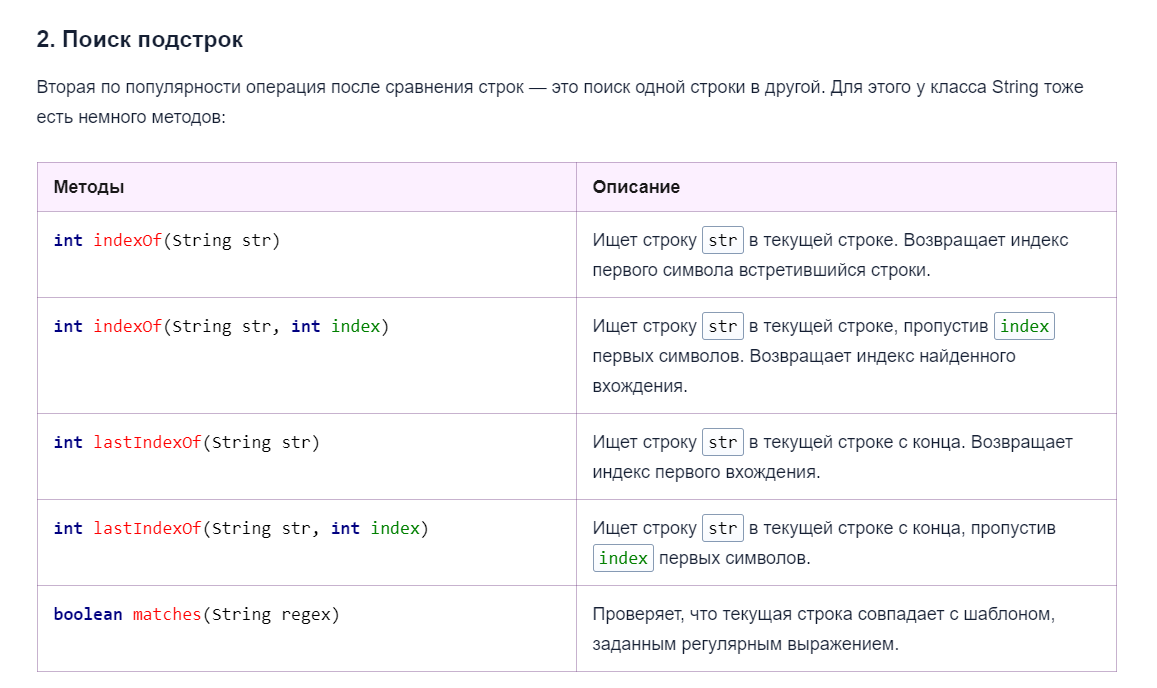 2. Поиск подстрок
Вторая по популярности операция после сравнения строк — это поиск одной строки в другой. Для этого у класса String тоже
есть немного методов:
Методы
Описание
int indexOf(String str)
Ищет строку str в текущей строке. Возвращает индекс
первого символа встретившийся строки.
int indexOf(String str, int index)
Ищет строку str в текущей строке, пропустив index
первых символов. Возвращает индекс найденного
вхождения.
int lastIndexOf(String str)
Ищет строку str в текущей строке с конца. Возвращает
индекс первого вхождения.
int lastIndexOf(String str, int index)
Ищет строку str в текущей строке с конца, пропустив
index первых символов.
boolean matches(String regex)
Проверяет, что текущая строка совпадает с шаблоном,
заданным регулярным выражением.